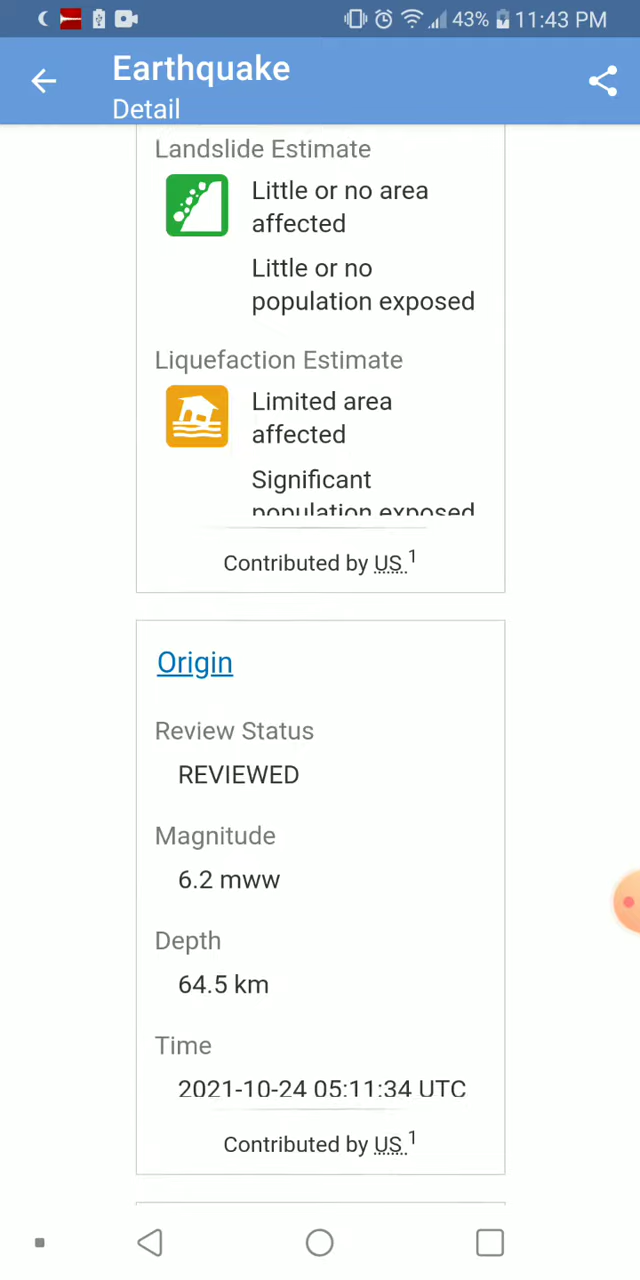 43% 11:43 PM
Earthquake
Detail
Landslide Estimate
Little or no area
affected
Little or no
population exposed
Liquefaction Estimate
Limited area
affected
Significant
population exposed
Contributed by US 1
Origin
Review Status
REVIEWED
Magnitude
6.2 mww
Depth
64.5 km
Time
2021-10-24 05:11:34 UTC
Contributed by US 1